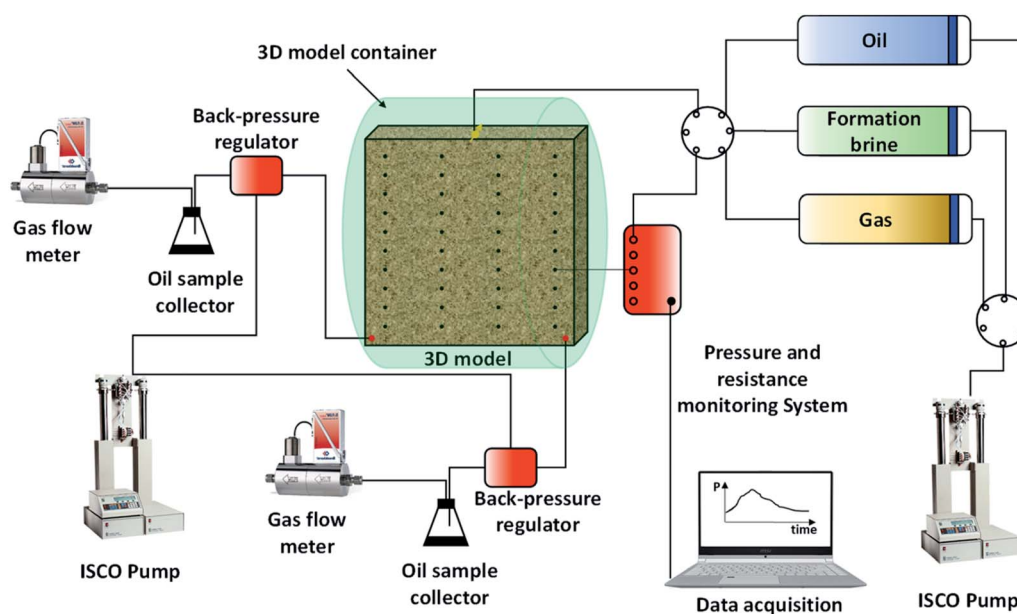 3D model container
Oil
Back-pressure
regulator
Formation
brine
Gas flow
meter
Oil sample
collector
Gas
3D model
Pressure and
resistance
monitoring System
Gas flow
meter
Back-pressure
regulator
P
time
ISCO Pump
Oil sample
collector
Data acquisition
ISCO Pump